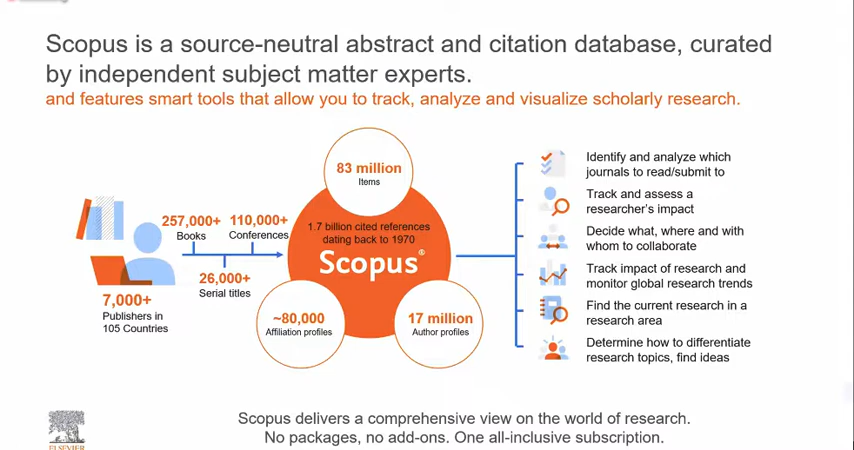 Scopus is a source-neutral abstract and citation database, curated
by independent subject matter experts.
and features smart tools that allow you to track, analyze and visualize scholarly research.
83 million
Items
1.7 billion cited references
dating back to 1970
Scopus®
257,000+
Books
110,000+
Conferences
26,000+
Serial titles
7,000+
Publishers in
105 Countries
~80,000
Affiliation profiles
17 million
Author profiles
Identify and analyze which
journals to read/submit to
Track and assess a
researcher's impact
Decide what, where and with
whom to collaborate
Track impact of research and
monitor global research trends
Find the current research in a
research area
Determine how to differentiate
research topics, find ideas
ELSEVIER
Scopus delivers a comprehensive view on the world of research.
No packages, no add-ons. One all-inclusive subscription.